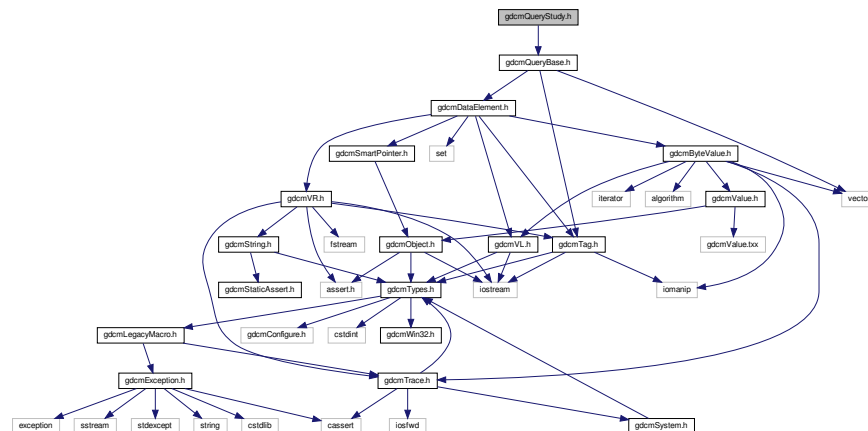 gdcmQueryStudy.h
gdcmQueryBase.h
gdcmDataElement.h
gdcmSmartPointer.h
set
gdcmByteValue.h
gdcmVR.h
iterator
algorithm
gdcmValue.h
vector
gdcmString.h
fstream
gdcmObject.h
gdcmVL.h
gdcmTag.h
gdcmValue.txx
gdcmStaticAssert.h
assert.h
gdcmTypes.h
iostream
iomanip
gdcmLegacyMacro.h
gdcmConfigure.h
cstdint
gdcmWin32.h
gdcmException.h
gdcmTrace.h
exception
sstream
stdexcept
string
cstdlib
cassert
iosfwd
gdcmSystem.h